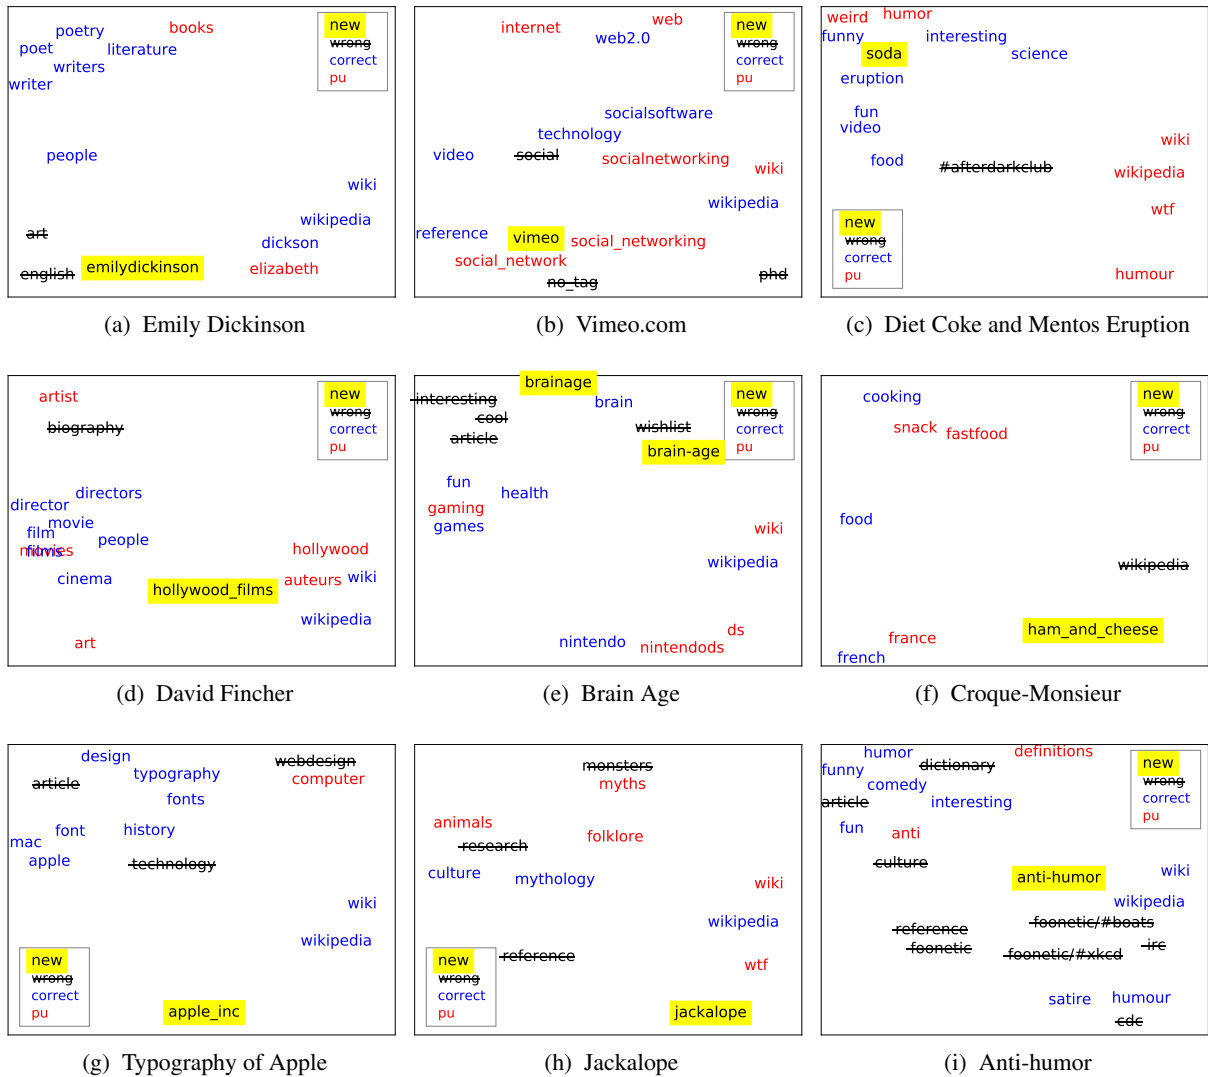 poetry
books
poet
literature
writers
writer
people
wiki
wikipedia
art
dickson
english
emilydickinson
elizabeth
new
wrong
correct
pu
(a) Emily Dickinson
internet
web
web2.0
socialsoftware
technology
video
social
socialnetworking
wiki
wikipedia
reference
vimeo
social_networking
social_network
no_tag
phd
new
wrong
correct
pu
(b) Vimeo.com
weird
humor
funny
interesting
soda
science
eruption
fun
video
wiki
food
#afterdarkclub
wikipedia
wtf
humour
new
wrong
correct
pu
(c) Diet Coke and Mentos Eruption
artist
biography
directors
director
movie
film
people
movies
films
hollywood
cinema
hollywood_films
auteurs
wiki
wikipedia
art
new
wrong
correct
pu
(d) David Fincher
brainage
interesting
brain
cool
article
wishlist
brain-age
fun
health
gaming
games
wiki
wikipedia
nintendo
ds
nintendods
new
wrong
correct
pu
(e) Brain Age
cooking
snack
fastfood
food
wikipedia
ham_and_cheese
france
french
new
wrong
correct
pu
(f) Croque-Monsieur
design
webdesign
typography
computer
article
fonts
font
history
mac
apple
technology
wiki
wikipedia
apple_inc
new
wrong
correct
pu
(g) Typography of Apple
monsters
myths
animals
folklore
research
culture
mythology
wiki
wikipedia
reference
wtf
jackalope
new
wrong
correct
pu
(h) Jackalope
humor
definitions
funny
dictionary
comedy
article
interesting
fun
anti
culture
wiki
anti-humor
wikipedia
foonetic/#boats
reference
foonetic
irc
foonetic/#xkcd
satire
humour
cdc
new
wrong
correct
pu
(i) Anti-humor